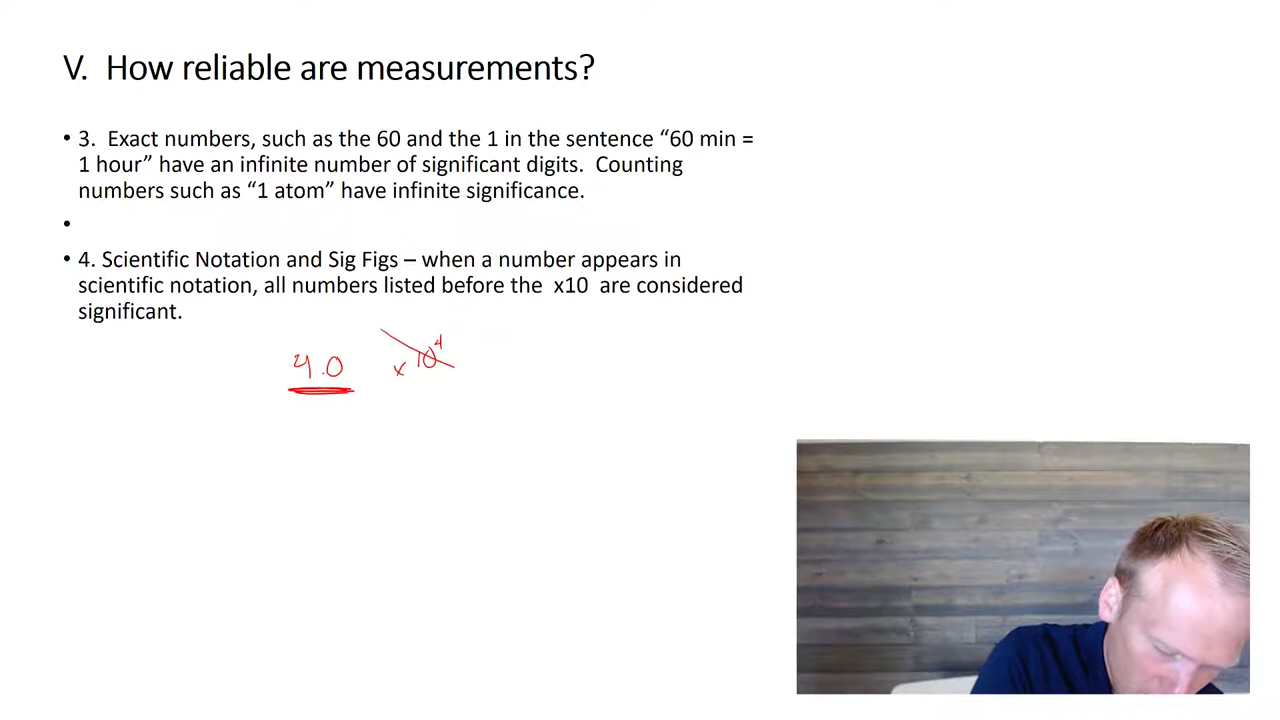 V. How reliable are measurements?
• 3. Exact numbers, such as the 60 and the 1 in the sentence “60 min =
1 hour” have an infinite number of significant digits. Counting
numbers such as “1 atom” have infinite significance.
•
• 4. Scientific Notation and Sig Figs – when a number appears in
scientific notation, all numbers listed before the x10 are considered
significant.
4.0 x 10⁴